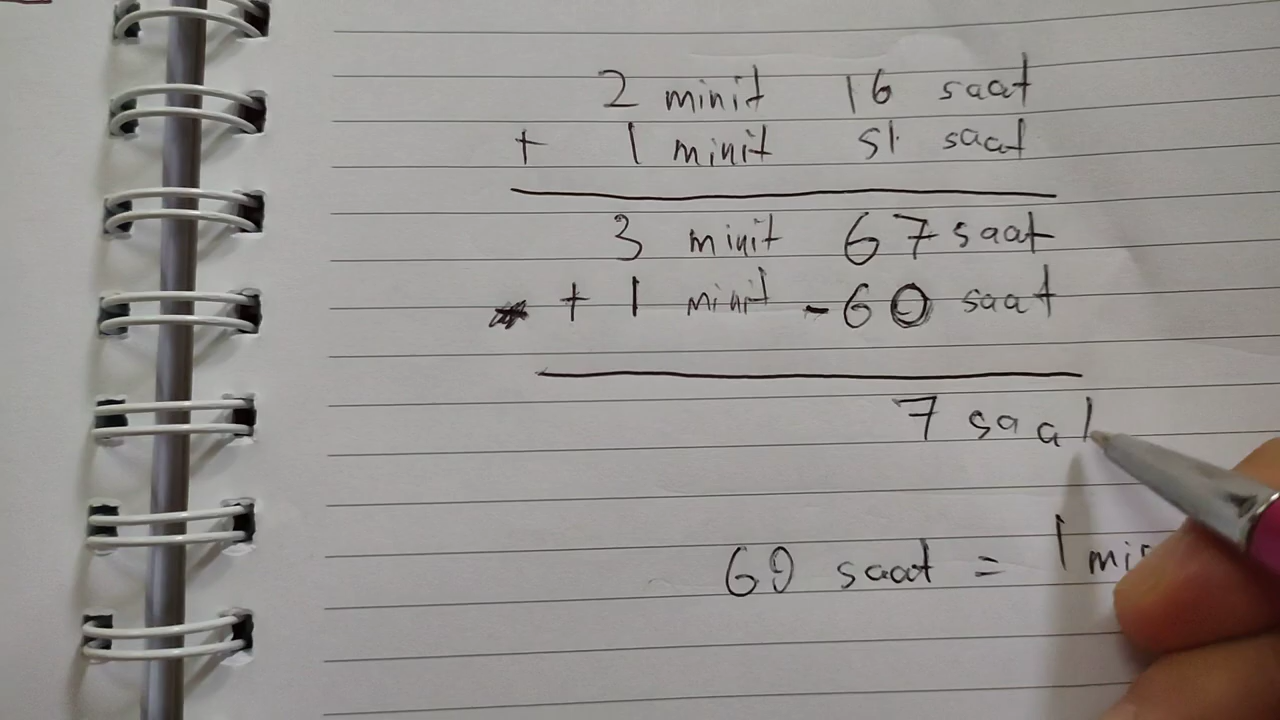 2 minit 16 saat
+ 1 minit 51 saat
3 minit 67 saat
+ 1 minit - 60 saat
7 saat
60 saat = 1